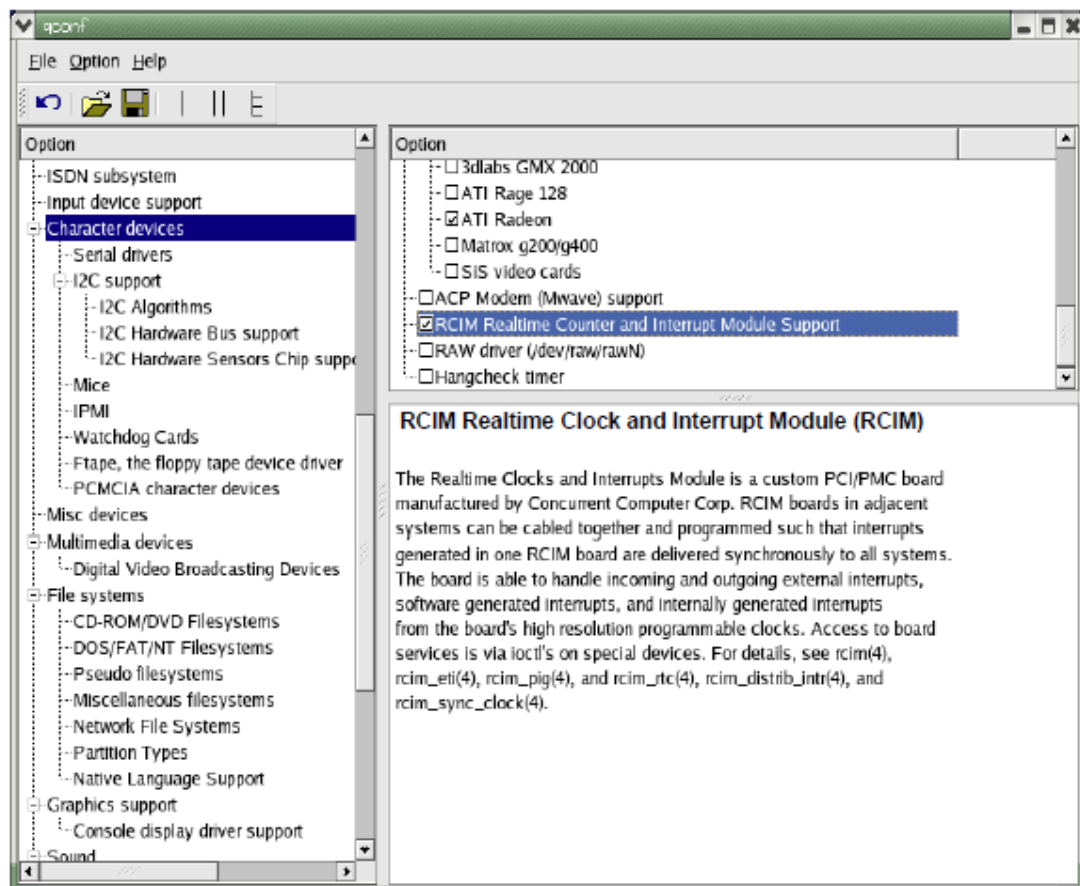 qconf
File Option Help
Option
ISDN subsystem
Input device support
Character devices
Serial drivers
I2C support
I2C Algorithms
I2C Hardware Bus support
I2C Hardware Sensors Chip suppo
Mice
IPMI
Watchdog Cards
Ftape, the floppy tape device driver
PCMCIA character devices
Misc devices
Multimedia devices
Digital Video Broadcasting Devices
File systems
CD-ROM/DVD Filesystems
DOS/FAT/NT Filesystems
Pseudo filesystems
Miscellaneous filesystems
Network File Systems
Partition Types
Native Language Support
Graphics support
Console display driver support
Sound
Option
3dlabs GMX 2000
ATI Rage 128
ATI Radeon
Matrox g200/g400
SiS video cards
ACP Modem (Mwave) support
RCIM Realtime Counter and Interrupt Module Support
RAW driver (/dev/raw/rawN)
Hangcheck timer
RCIM Realtime Clock and Interrupt Module (RCIM)
The Realtime Clocks and Interrupts Module is a custom PCI/PMC board
manufactured by Concurrent Computer Corp. RCIM boards in adjacent
systems can be cabled together and programmed such that interrupts
generated in one RCIM board are delivered synchronously to all systems.
The board is able to handle incoming and outgoing external interrupts,
software generated interrupts, and internally generated interrupts
from the board's high resolution programmable clocks. Access to board
services is via ioctl's on special devices. For details, see rcim(4),
rcim_eti(4), rcim_pig(4), and rcim_rtc(4), rcim_distrib_intr(4), and
rcim_sync_clock(4).